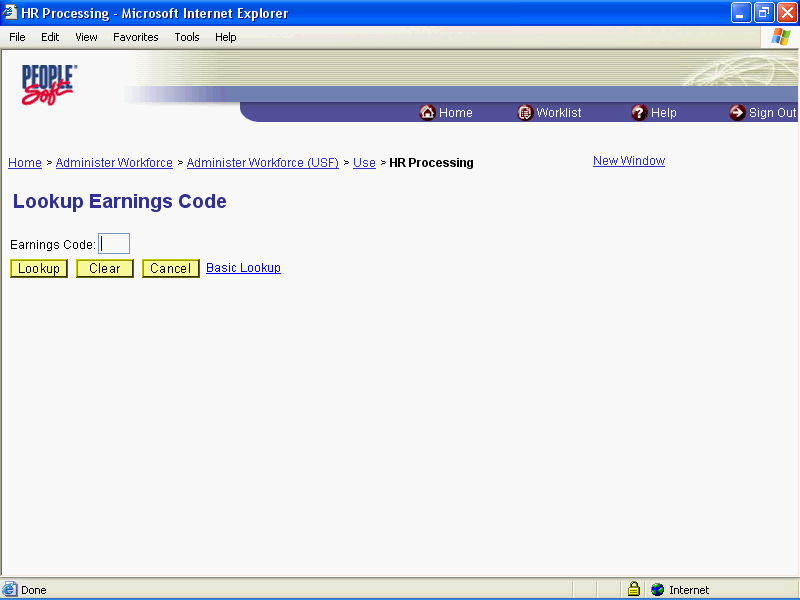 HR Processing - Microsoft Internet Explorer
File Edit View Favorites Tools Help
PEOPLE
Soft
Home Worklist Help Sign Out
Home > Administer Workforce > Administer Workforce (USF) > Use > HR Processing New Window
Lookup Earnings Code
Earnings Code:
Lookup Clear Cancel Basic Lookup
Done Internet